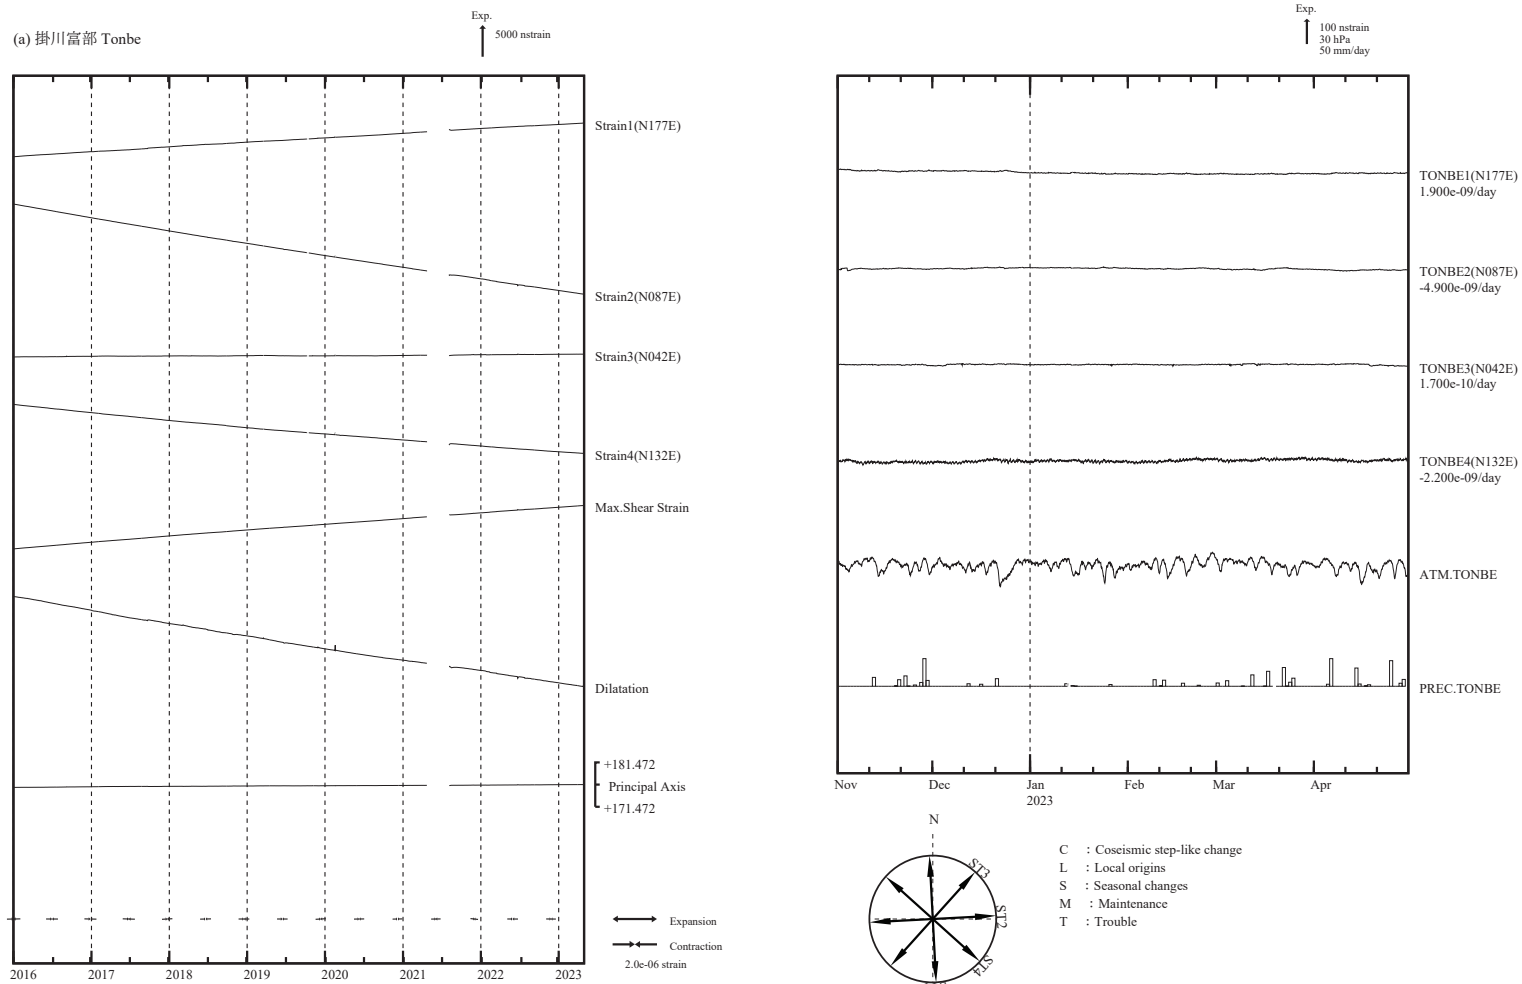 (a) 掛川富部 Tonbe
Exp.
5000 nstrain
Strain1(N177E)
Strain2(N087E)
Strain3(N042E)
Strain4(N132E)
Max.Shear Strain
Dilatation
+181.472
Principal Axis
+171.472
Expansion
Contraction
2.0e-06 strain
2016 2017 2018 2019 2020 2021 2022 2023
Exp.
100 nstrain
30 hPa
50 mm/day
TONBE1(N177E)
1.900e-09/day
TONBE2(N087E)
-4.900e-09/day
TONBE3(N042E)
1.700e-10/day
TONBE4(N132E)
-2.200e-09/day
ATM.TONBE
PREC.TONBE
Nov Dec Jan Feb Mar Apr
2023
N
ST3
ST2
ST4
C : Coseismic step-like change
L : Local origins
S : Seasonal changes
M : Maintenance
T : Trouble